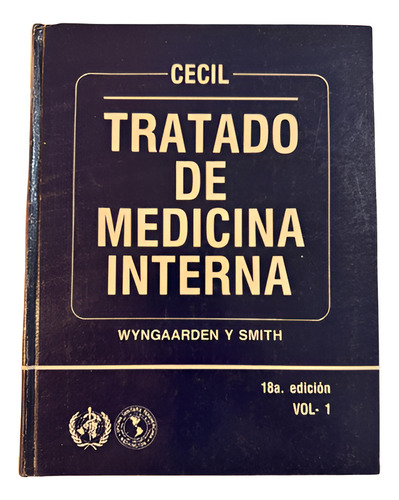 CECIL
TRATADO
DE
MEDICINA
INTERNA
WYNGAARDEN Y SMITH
18a. edición
VOL- 1